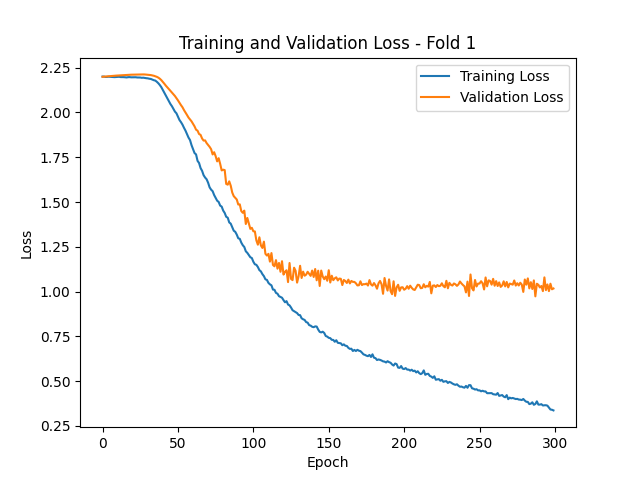 Training and Validation Loss - Fold 1
Training Loss
Validation Loss
2.25
2.00
1.75
1.50
1.25
1.00
0.75
0.50
0.25
Loss
0 50 100 150 200 250 300
Epoch